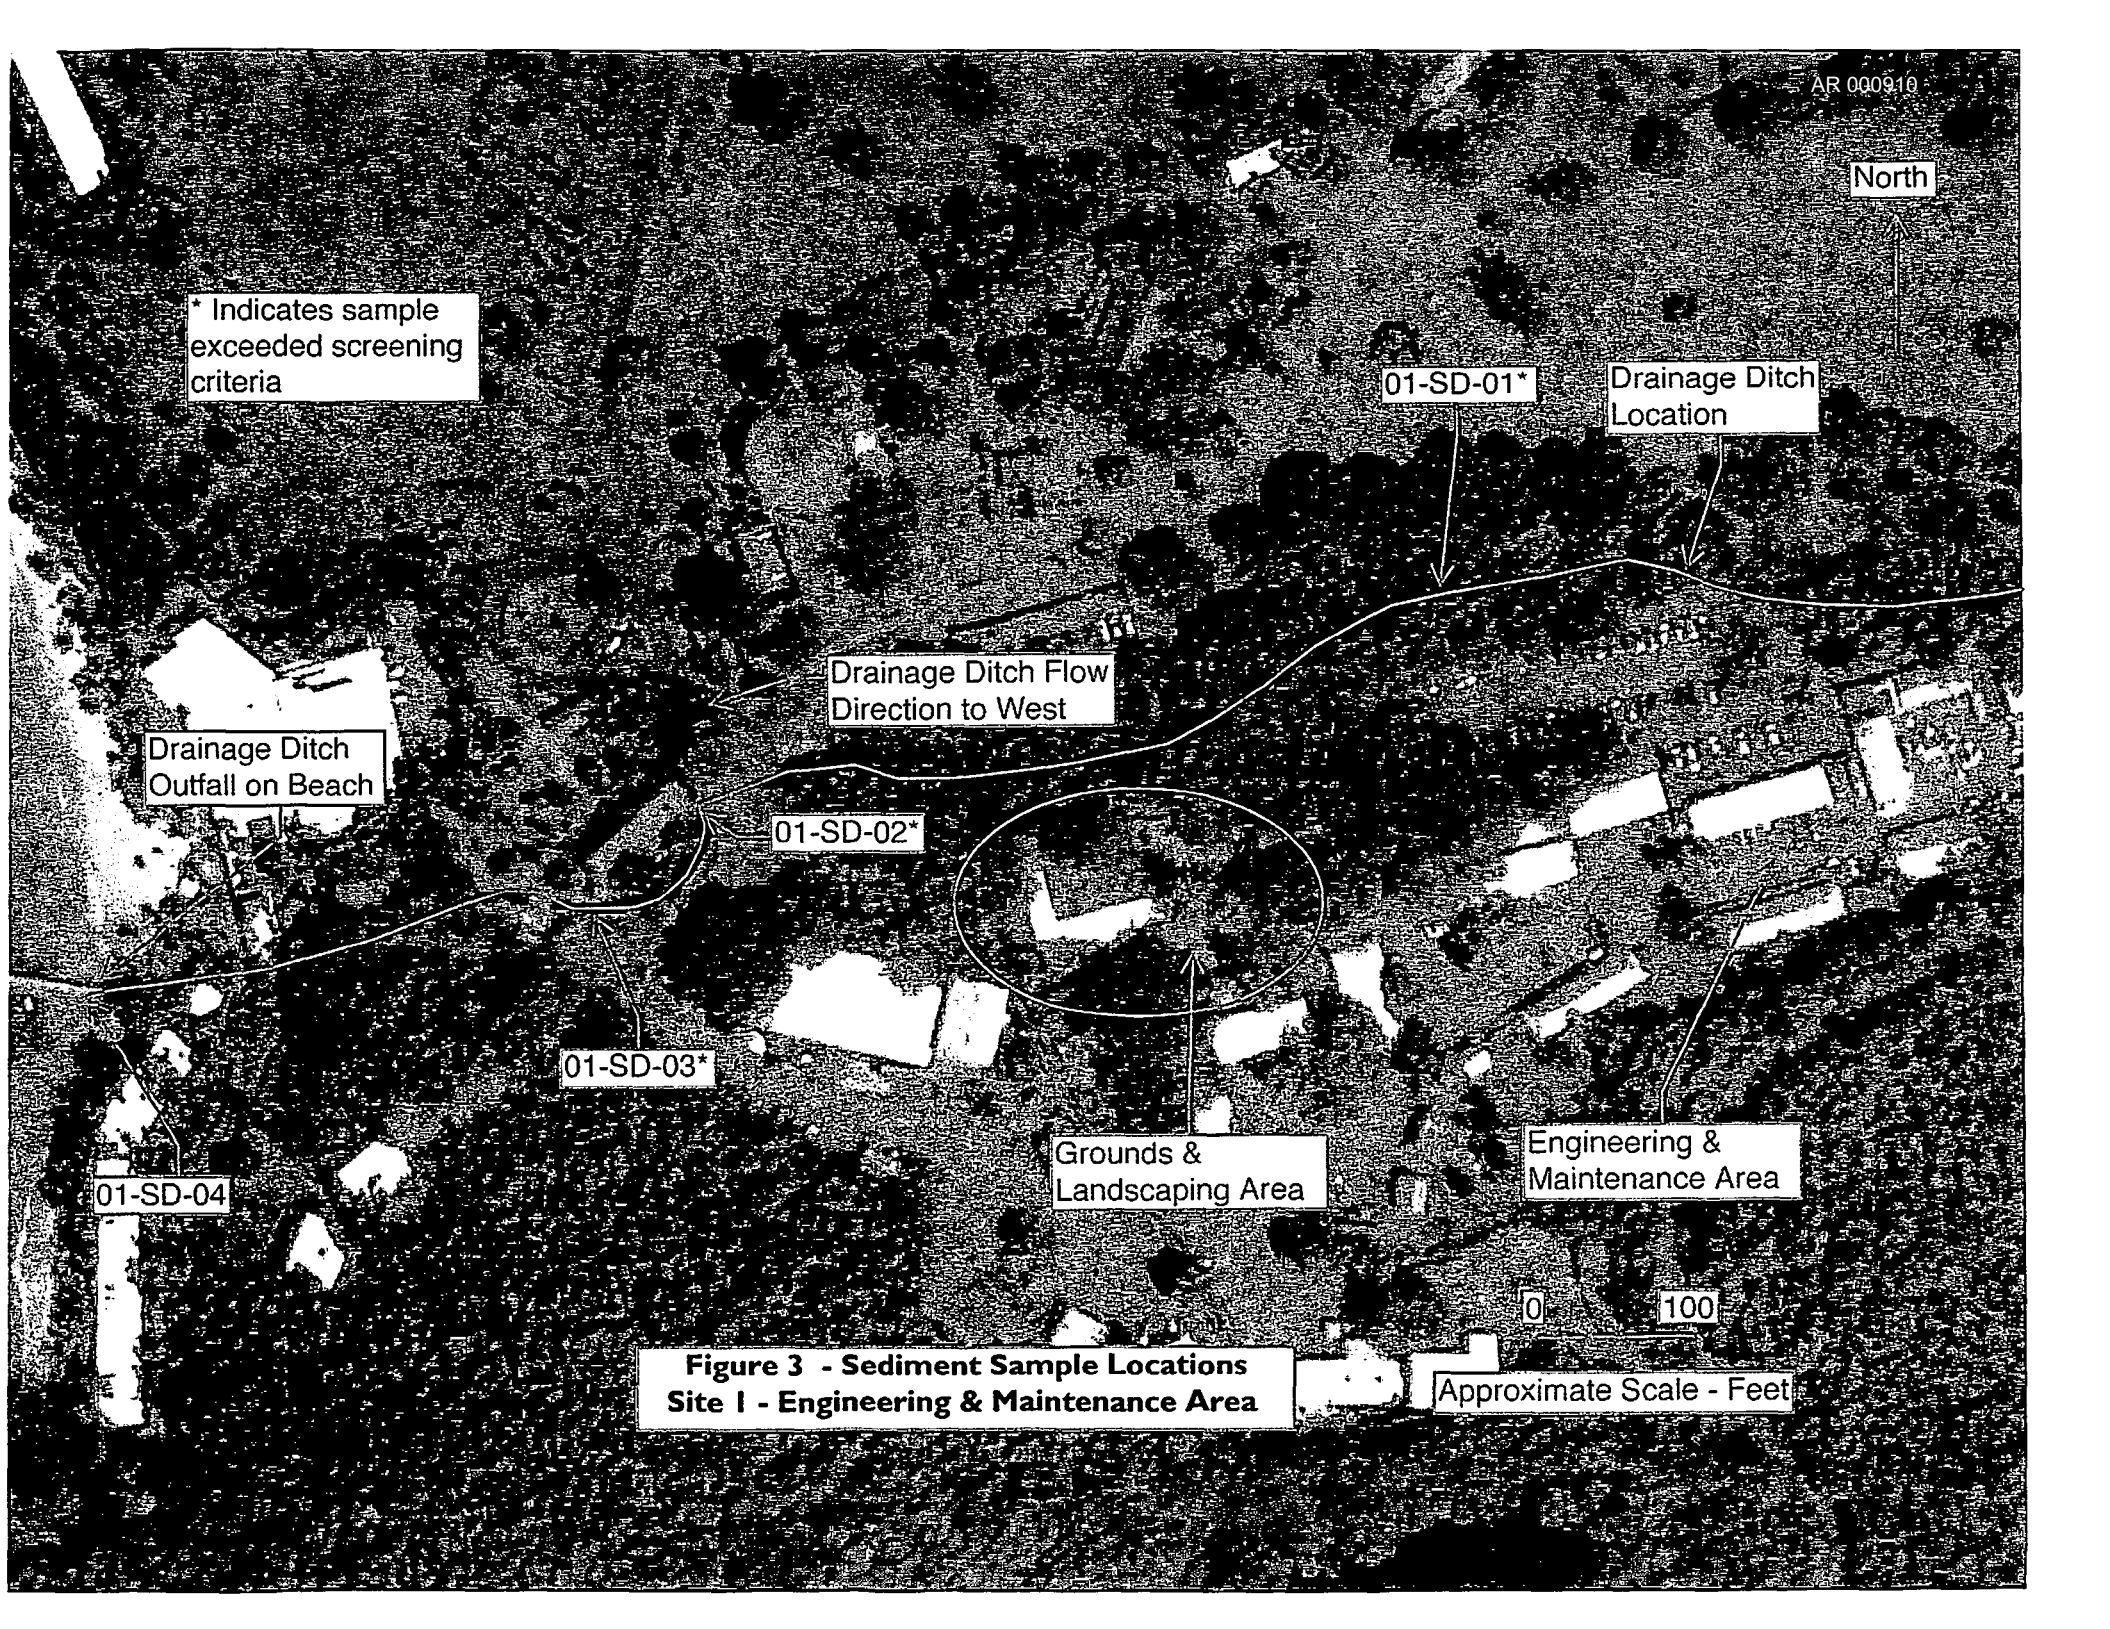 AR 000910
North
* Indicates sample
exceeded screening
criteria
01-SD-01*
Drainage Ditch
Location
Drainage Ditch Flow
Direction to West
Drainage Ditch
Outfall on Beach
01-SD-02*
01-SD-03*
Grounds &
Landscaping Area
Engineering &
Maintenance Area
01-SD-04
0
100
Approximate Scale - Feet
Figure 3 - Sediment Sample Locations
Site 1 - Engineering & Maintenance Area